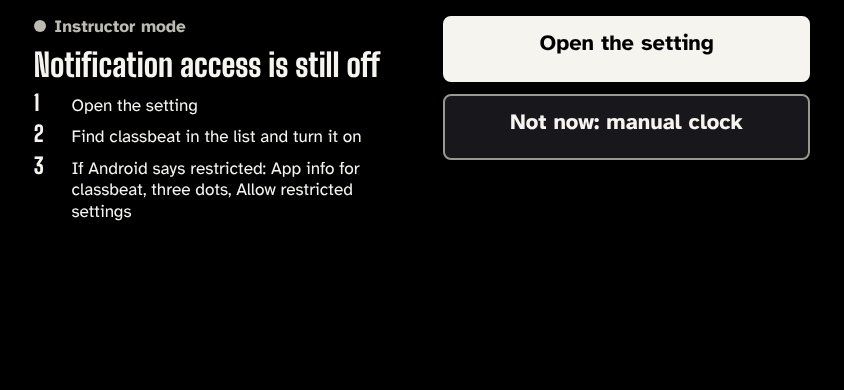 Instructor mode
Notification access is still off
1 Open the setting
2 Find classbeat in the list and turn it on
3 If Android says restricted: App info for
classbeat, three dots, Allow restricted
settings
Open the setting
Not now: manual clock